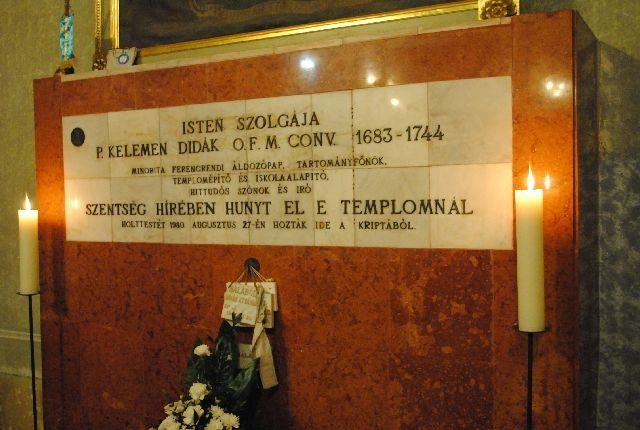 ISTEN SZOLGÁJA
P. KELEMEN DIDÁK O.F.M. CONV. 1683-1744
MINORITA FERENCRENDI ÁLDOZÓPAP, TARTOMÁNYFŐNÖK,
TEMPLOMÉPÍTŐ ÉS ISKOLAALAPÍTÓ,
HITTUDÓS SZÓNOK ÉS ÍRÓ
SZENTSÉG HÍRÉBEN HUNYT EL E TEMPLOMNÁL
HOLTTESTÉT 1980. AUGUSZTUS 27-ÉN HOZTÁK IDE A KRIPTÁBÓL.